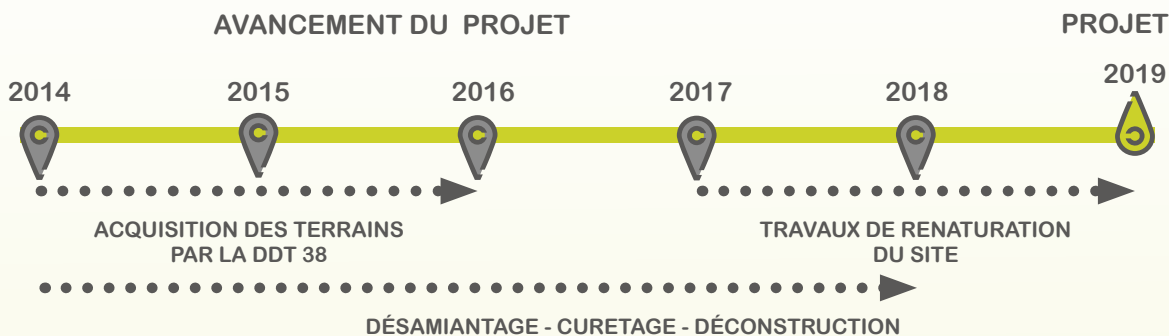 AVANCEMENT DU PROJET
PROJET
2014
2015
2016
2017
2018
2019
ACQUISITION DES TERRAINS
PAR LA DDT 38
TRAVAUX DE RENATURATION
DU SITE
DÉSAMIANTAGE - CURETAGE - DÉCONSTRUCTION